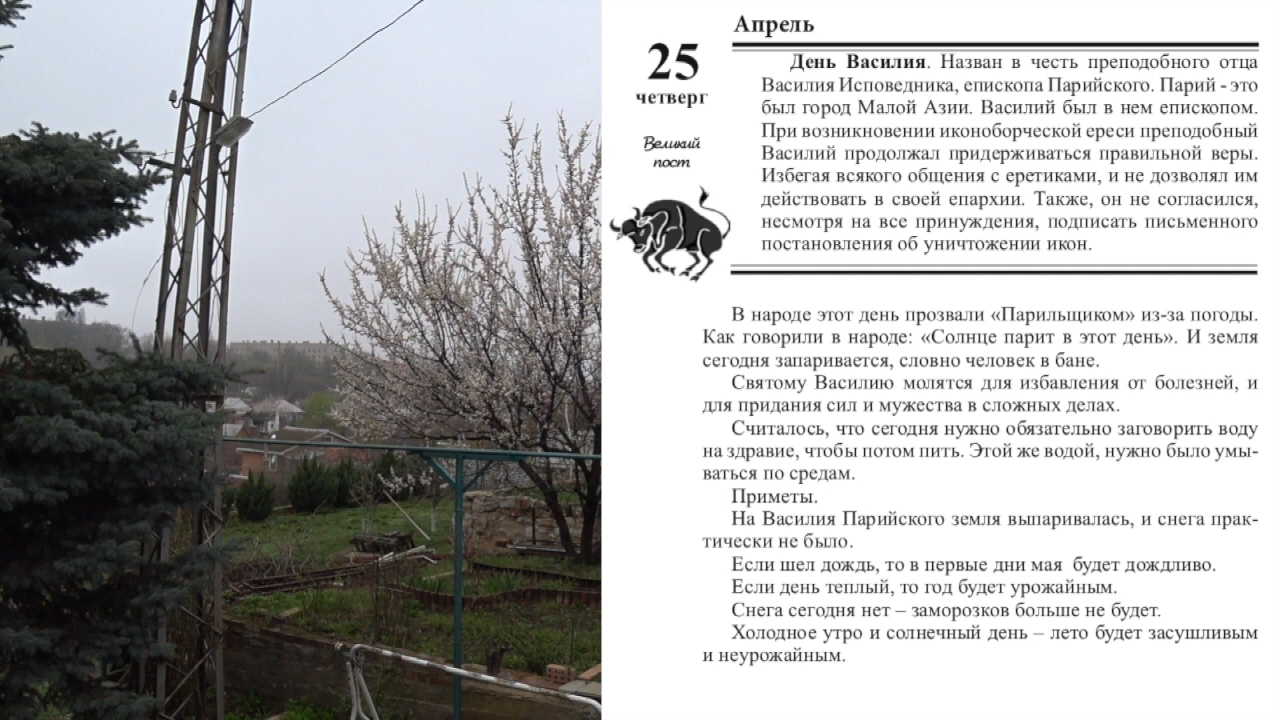 Апрель
25
четверг
Великий
пост
День Василия. Назван в честь преподобного отца
Василия Исповедника, епископа Парийского. Парий - это
был город Малой Азии. Василий был в нем епископом.
При возникновении иконоборческой ереси преподобный
Василий продолжал придерживаться правильной веры.
Избегая всякого общения с еретиками, и не дозволял им
действовать в своей епархии. Также, он не согласился,
несмотря на все принуждения, подписать письменного
постановления об уничтожении икон.
В народе этот день прозвали «Парильщиком» из-за погоды.
Как говорили в народе: «Солнце парит в этот день». И земля
сегодня запаривается, словно человек в бане.
Святому Василию молятся для избавления от болезней, и
для придания сил и мужества в сложных делах.
Считалось, что сегодня нужно обязательно заговорить воду
на здравие, чтобы потом пить. Этой же водой, нужно было умы-
ваться по средам.
Приметы.
На Василия Парийского земля выпаривалась, и снега прак-
тически не было.
Если шел дождь, то в первые дни мая будет дождливо.
Если день теплый, то год будет урожайным.
Снега сегодня нет – заморозков больше не будет.
Холодное утро и солнечный день – лето будет засушливым
и неурожайным.